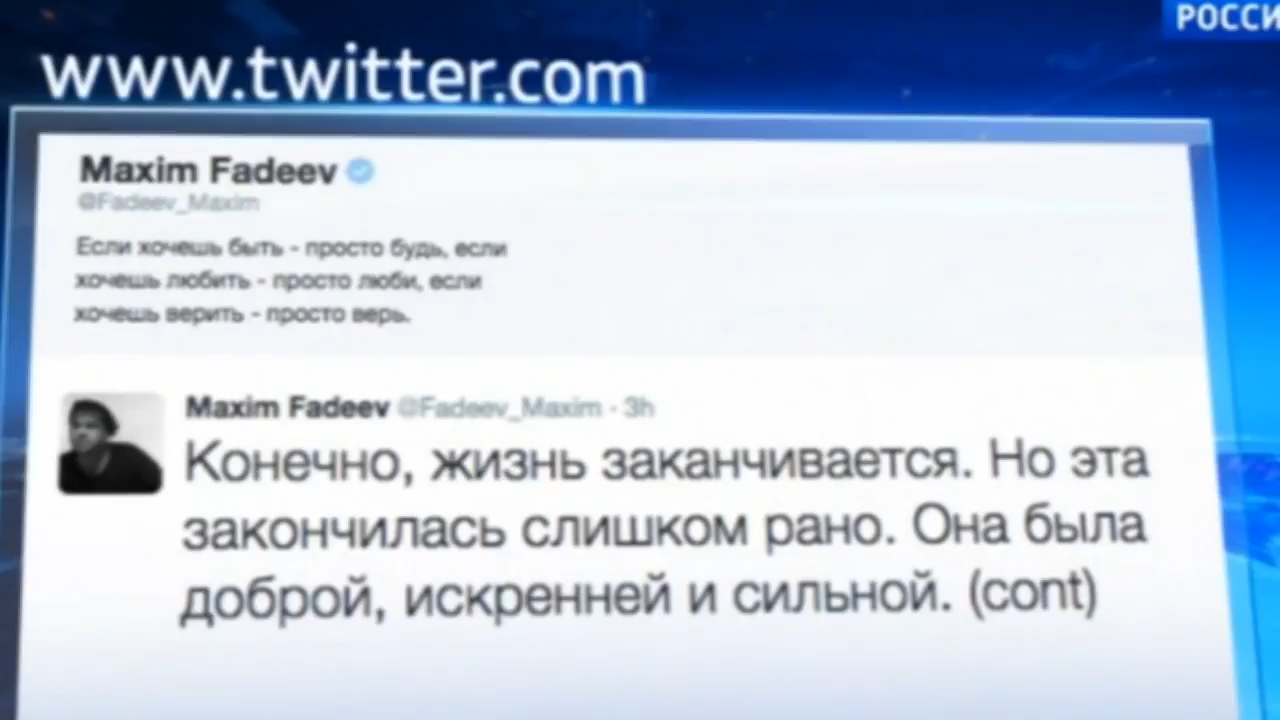 РОССИ
www.twitter.com
Maxim Fadeev
@Fadeev_Maxim
Если хочешь быть - просто будь, если
хочешь любить - просто люби, если
хочешь верить - просто верь.
Maxim Fadeev @Fadeev_Maxim · 3h
Конечно, жизнь заканчивается. Но эта
закончилась слишком рано. Она была
доброй, искренней и сильной. (cont)